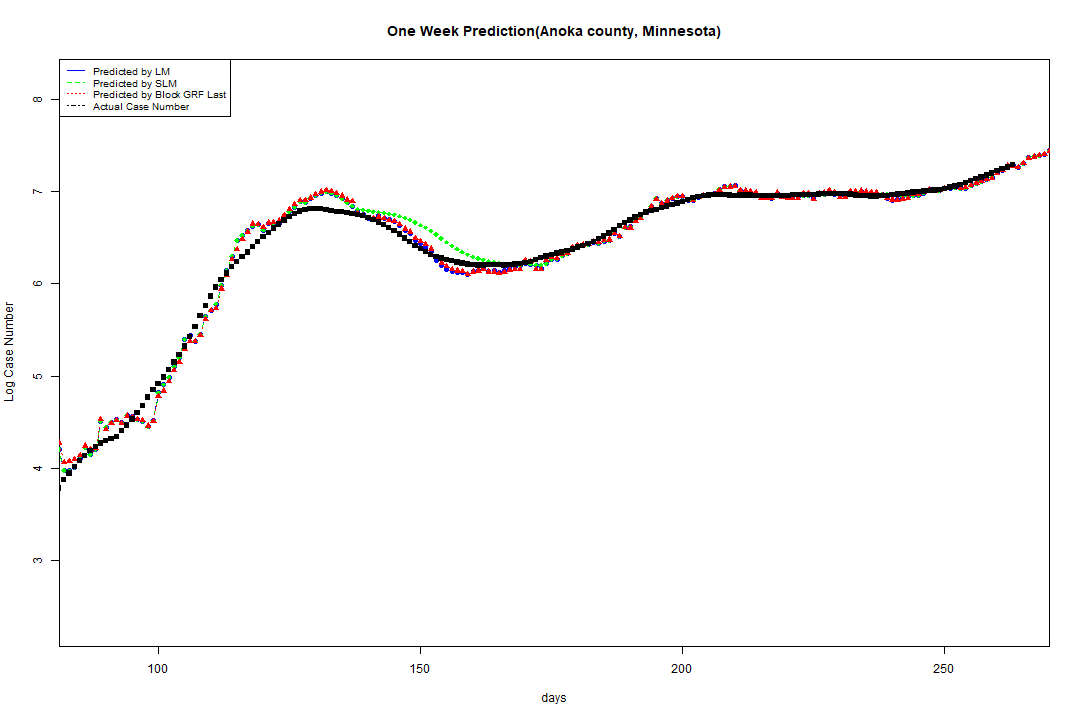 One Week Prediction(Anoka county, Minnesota)
Predicted by LM
Predicted by SLM
Predicted by Block GRF Last
Actual Case Number
8
7
6
5
4
3
Log Case Number
100 150 200 250
days